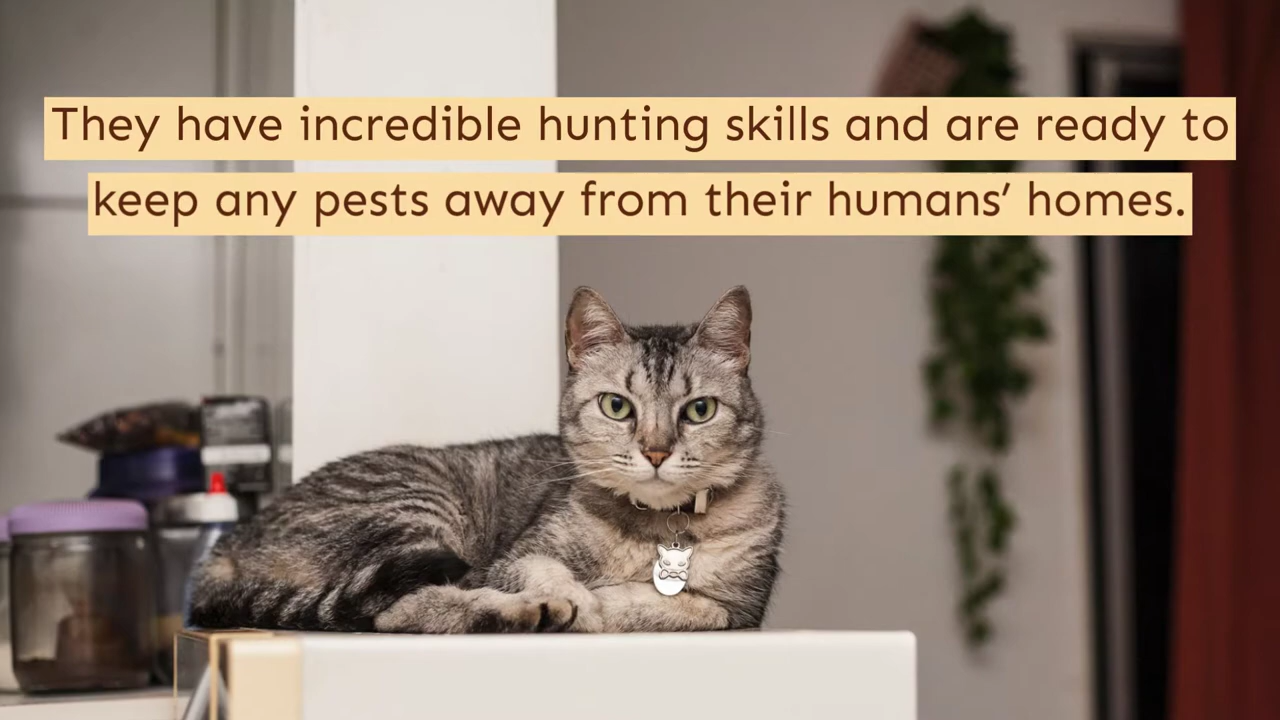 They have incredible hunting skills and are ready to
keep any pests away from their humans’ homes.